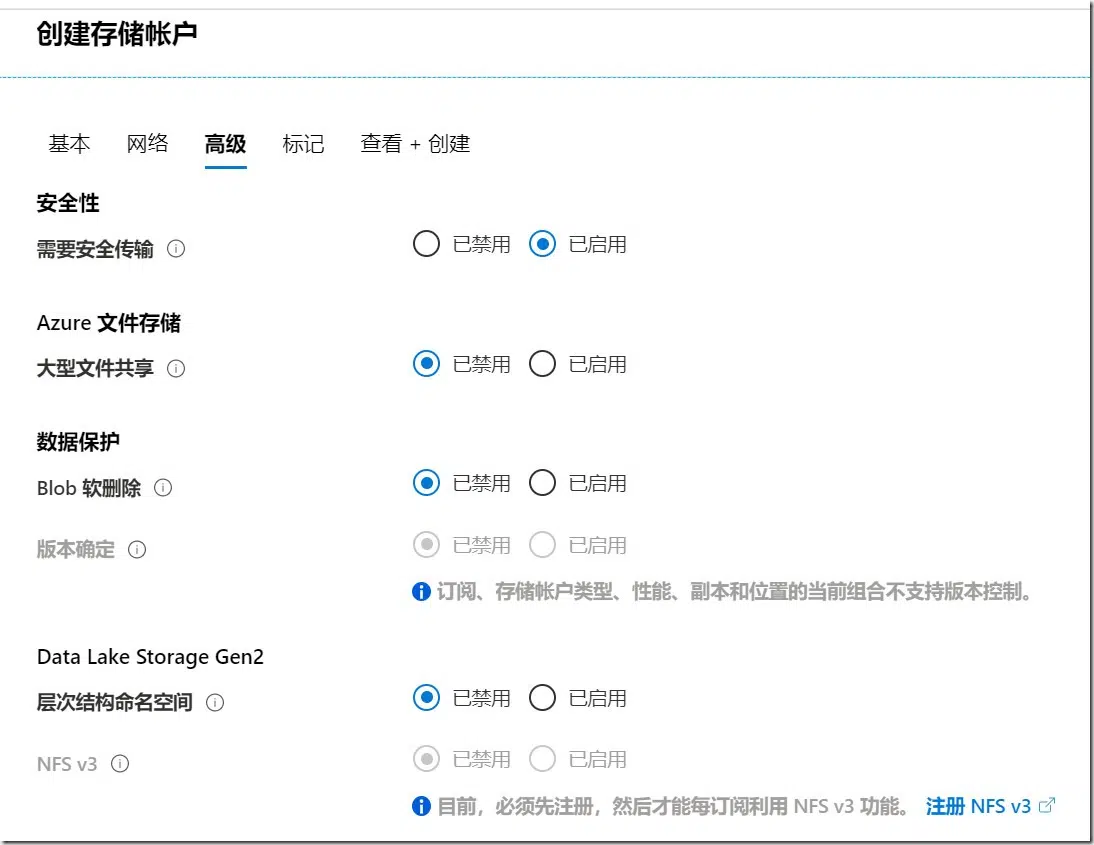 创建存储帐户
基本 网络 高级 标记 查看 + 创建
安全性
需要安全传输 已禁用 已启用
Azure 文件存储
大型文件共享 已禁用 已启用
数据保护
Blob 软删除 已禁用 已启用
版本确定 已禁用 已启用
订阅、存储帐户类型、性能、副本和位置的当前组合不支持版本控制。
Data Lake Storage Gen2
层次结构命名空间 已禁用 已启用
NFS v3 已禁用 已启用
目前，必须先注册，然后才能每订阅利用 NFS v3 功能。 注册 NFS v3